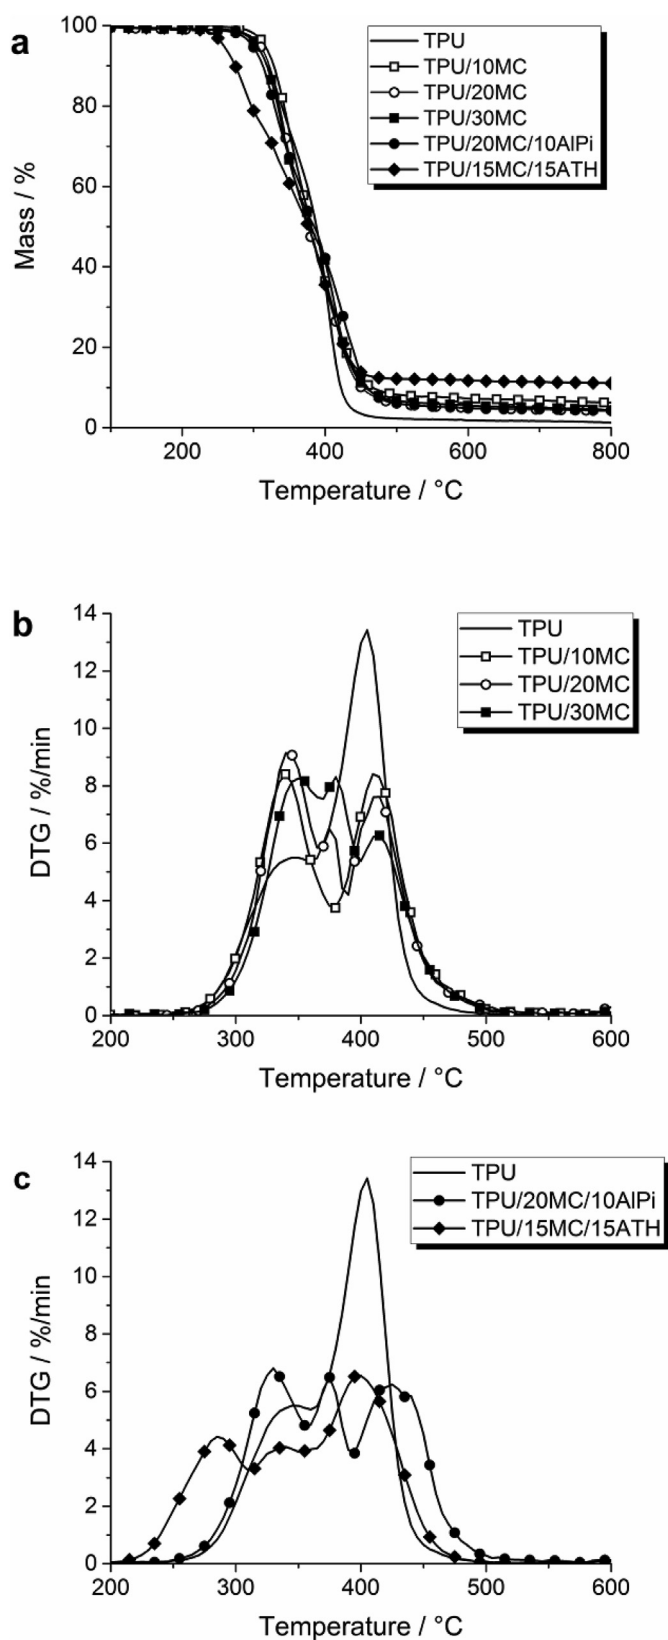 a
100
80
60
40
20
0
Mass / %
TPU
TPU/10MC
TPU/20MC
TPU/30MC
TPU/20MC/10AlPi
TPU/15MC/15ATH
200 400 600 800
Temperature / °C
b
14
12
10
8
6
4
2
0
DTG / %/min
TPU
TPU/10MC
TPU/20MC
TPU/30MC
200 300 400 500 600
Temperature / °C
c
14
12
10
8
6
4
2
0
DTG / %/min
TPU
TPU/20MC/10AlPi
TPU/15MC/15ATH
200 300 400 500 600
Temperature / °C